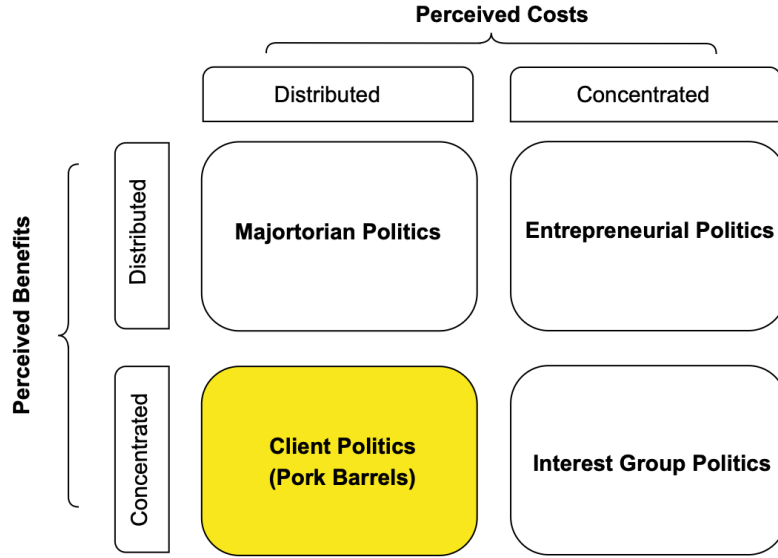 Perceived Costs
Distributed
Concentrated
Perceived Benefits
Distributed
Majortorian Politics
Entrepreneurial Politics
Concentrated
Client Politics
(Pork Barrels)
Interest Group Politics